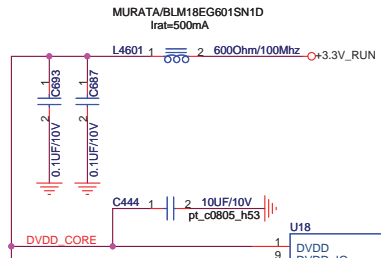 MURATA/BLM18EG601SN1D
Irat=500mA
L4601 1 2 600Ohm/100Mhz
+3.3V_RUN
1 C693 2 0.1UF/10V
1 C687 2 0.1UF/10V
C444 1 2 10UF/10V
pt_c0805_h53
U18
DVDD_CORE 1 DVDD
9 DVDD_IO